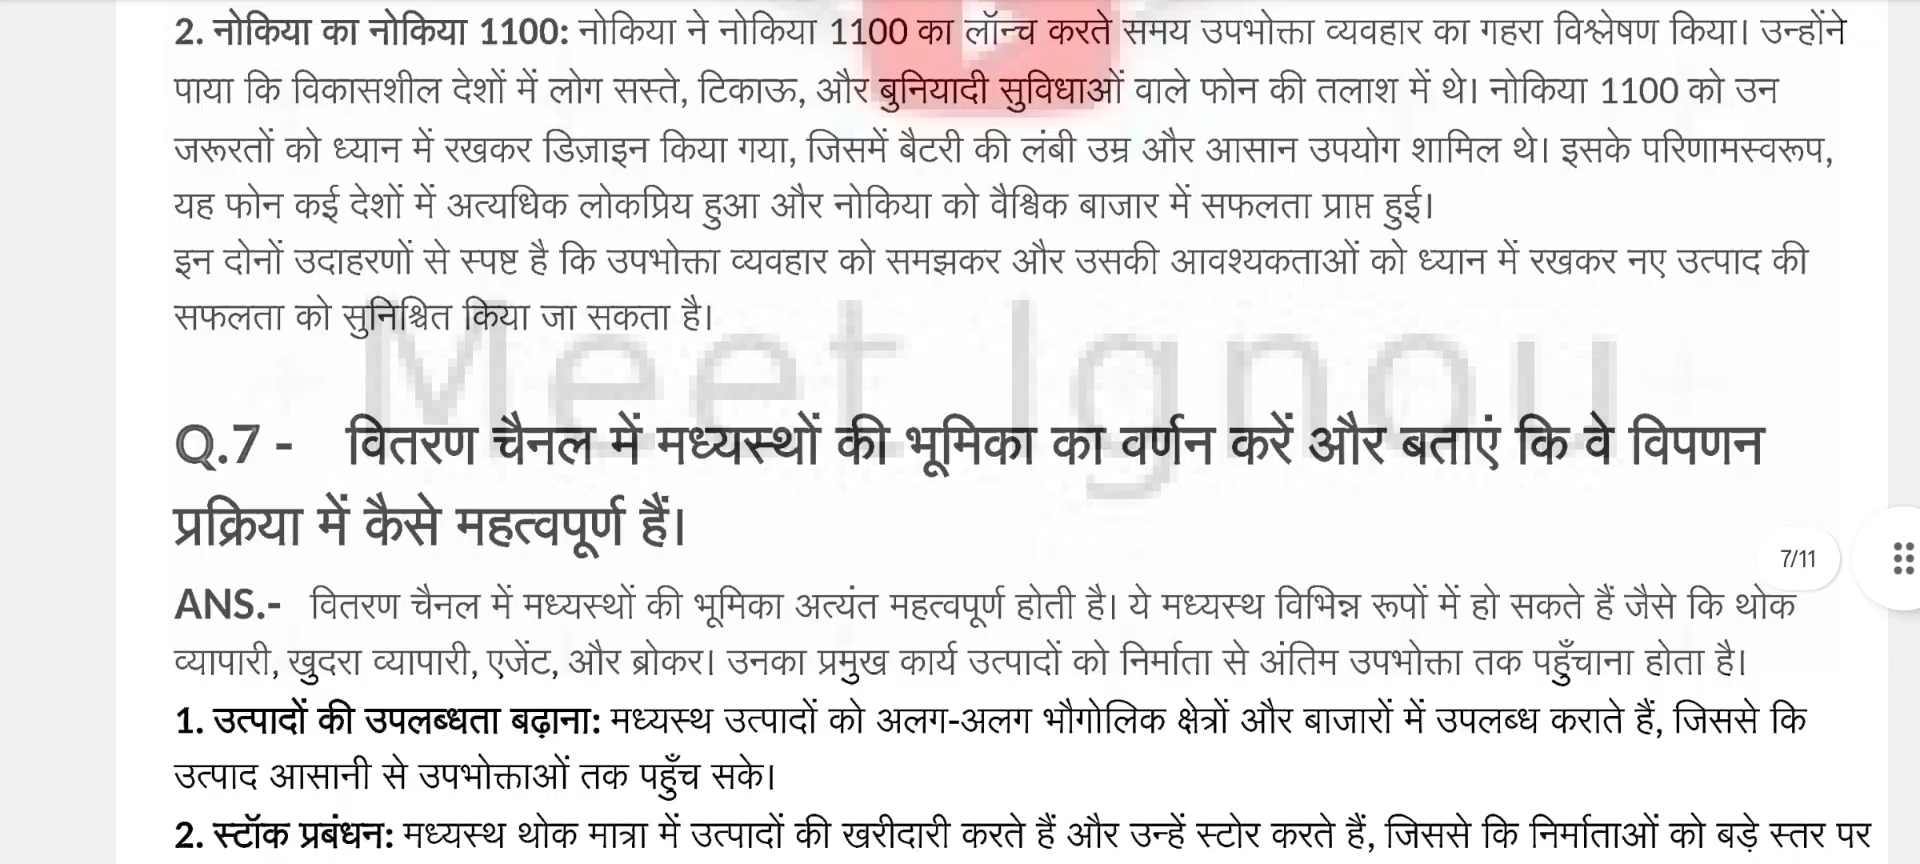 2. नोकिया का नोकिया 1100: नोकिया ने नोकिया 1100 का लॉन्च करते समय उपभोक्ता व्यवहार का गहरा विश्लेषण किया। उन्होंने
पाया कि विकासशील देशों में लोग सस्ते, टिकाऊ, और बुनियादी सुविधाओं वाले फोन की तलाश में थे। नोकिया 1100 को उन
जरूरतों को ध्यान में रखकर डिज़ाइन किया गया, जिसमें बैटरी की लंबी उम्र और आसान उपयोग शामिल थे। इसके परिणामस्वरूप,
यह फोन कई देशों में अत्यधिक लोकप्रिय हुआ और नोकिया को वैश्विक बाजार में सफलता प्राप्त हुई।
इन दोनों उदाहरणों से स्पष्ट है कि उपभोक्ता व्यवहार को समझकर और उसकी आवश्यकताओं को ध्यान में रखकर नए उत्पाद की
सफलता को सुनिश्चित किया जा सकता है।
Meet Ignou
Q.7 - वितरण चैनल में मध्यस्थों की भूमिका का वर्णन करें और बताएं कि वे विपणन
प्रक्रिया में कैसे महत्वपूर्ण हैं।
7/11
ANS.- वितरण चैनल में मध्यस्थों की भूमिका अत्यंत महत्वपूर्ण होती है। ये मध्यस्थ विभिन्न रूपों में हो सकते हैं जैसे कि थोक
व्यापारी, खुदरा व्यापारी, एजेंट, और ब्रोकर। उनका प्रमुख कार्य उत्पादों को निर्माता से अंतिम उपभोक्ता तक पहुँचाना होता है।
1. उत्पादों की उपलब्धता बढ़ाना: मध्यस्थ उत्पादों को अलग-अलग भौगोलिक क्षेत्रों और बाजारों में उपलब्ध कराते हैं, जिससे कि
उत्पाद आसानी से उपभोक्ताओं तक पहुँच सके।
2. स्टॉक प्रबंधन: मध्यस्थ थोक मात्रा में उत्पादों की खरीदारी करते हैं और उन्हें स्टोर करते हैं, जिससे कि निर्माताओं को बड़े स्तर पर